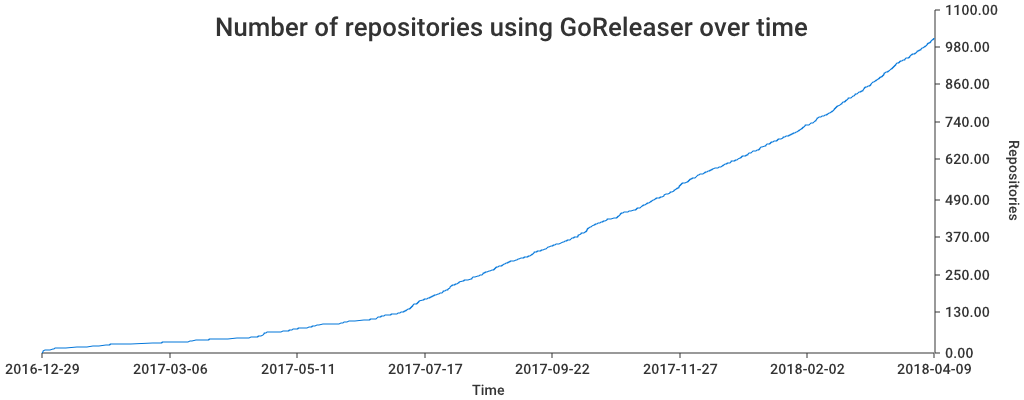 Number of repositories using GoReleaser over time
1100.00
980.00
860.00
740.00
620.00
490.00
370.00
250.00
130.00
0.00
Repositories
2016-12-29 2017-03-06 2017-05-11 2017-07-17 2017-09-22 2017-11-27 2018-02-02 2018-04-09
Time